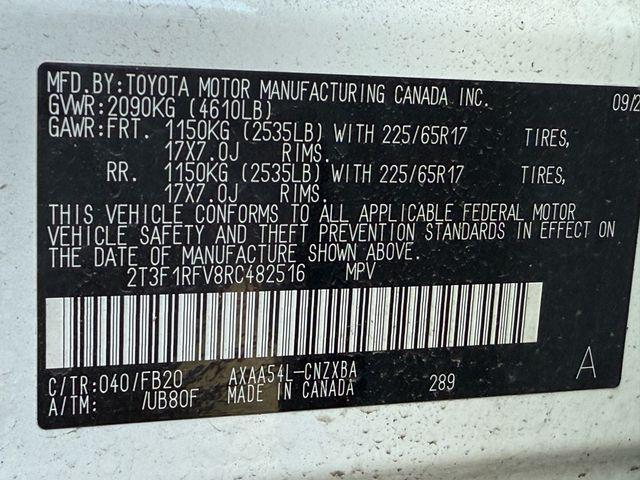 MFD.BY:TOYOTA MOTOR MANUFACTURING CANADA INC. 09/2
GVWR:2090KG (4610LB)
GAWR:FRT. 1150KG (2535LB) WITH 225/65R17 TIRES,
17X7.0J RIMS.
RR. 1150KG (2535LB) WITH 225/65R17 TIRES,
17X7.0J RIMS.
THIS VEHICLE CONFORMS TO ALL APPLICABLE FEDERAL MOTOR
VEHICLE SAFETY AND THEFT PREVENTION STANDARDS IN EFFECT ON
THE DATE OF MANUFACTURE SHOWN ABOVE.
2T3F1RFV8RC482516 MPV
C/TR:040/FB20 AXAA54L-CNZXBA 289 A
A/TM: /UB80F MADE IN CANADA